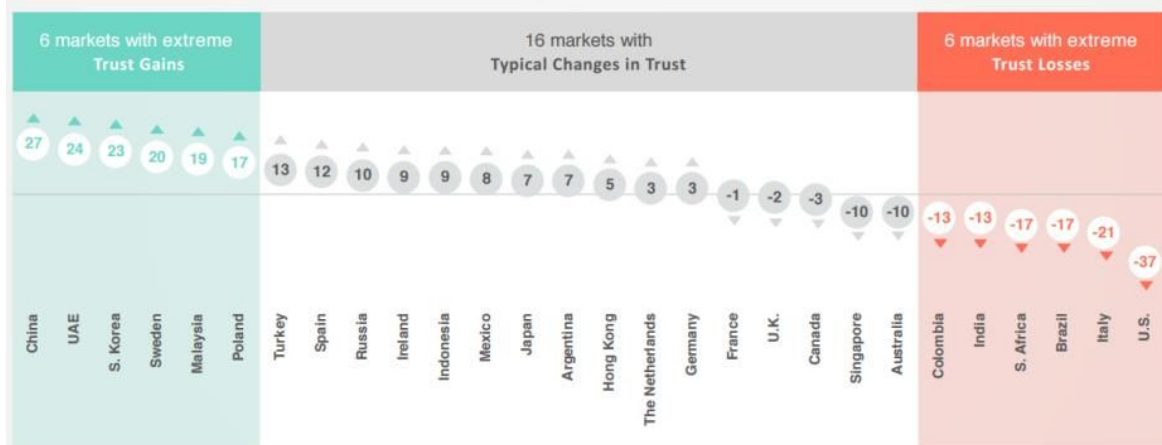 6 markets with extreme
Trust Gains
16 markets with
Typical Changes in Trust
6 markets with extreme
Trust Losses
27
24
23
20
19
17
13
12
10
9
9
8
7
7
5
3
3
-1
-2
-3
-10
-10
-13
-13
-17
-17
-21
-37
China
UAE
S. Korea
Sweden
Malaysia
Poland
Turkey
Spain
Russia
Ireland
Indonesia
Mexico
Japan
Argentina
Hong Kong
The Netherlands
Germany
France
U.K.
Canada
Singapore
Australia
Colombia
India
S. Africa
Brazil
Italy
U.S.